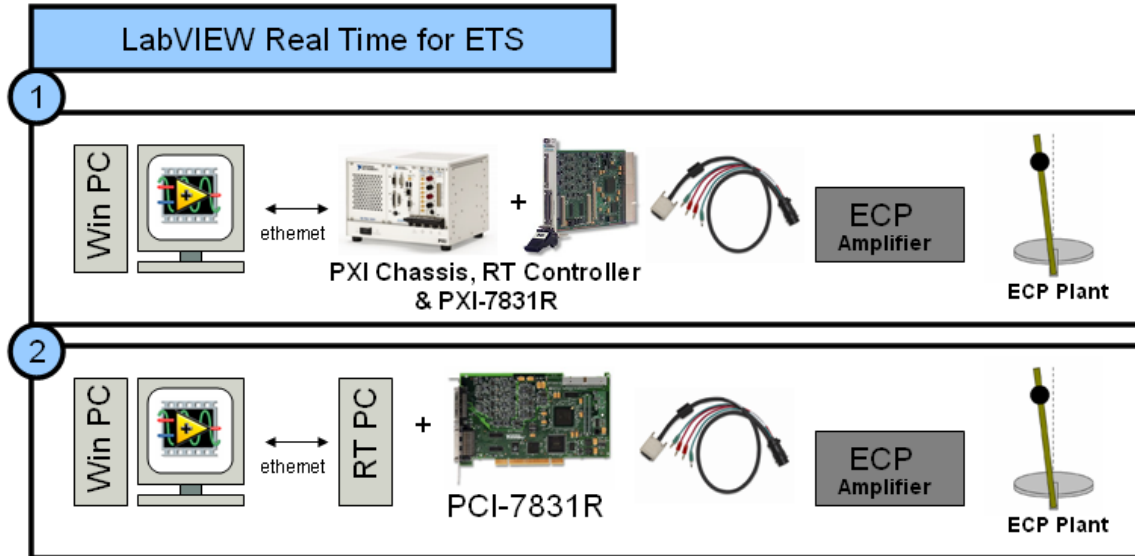 LabVIEW Real Time for ETS
1
Win PC
ethernet
+
PXI Chassis, RT Controller
& PXI-7831R
ECP
Amplifier
ECP Plant
2
Win PC
ethernet
RT PC
+
PCI-7831R
ECP
Amplifier
ECP Plant